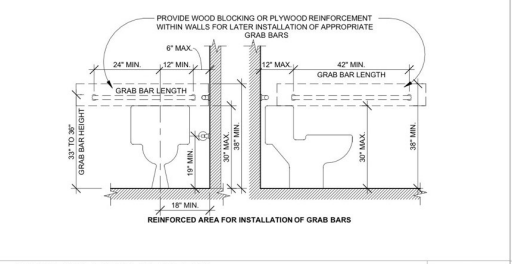 PROVIDE WOOD BLOCKING OR PLYWOOD REINFORCEMENT
WITHIN WALLS FOR LATER INSTALLATION OF APPROPRIATE
GRAB BARS
6" MAX.
24" MIN.
12" MIN.
12" MAX.
42" MIN.
GRAB BAR LENGTH
GRAB BAR LENGTH
33" TO 36"
GRAB BAR HEIGHT
19" MIN.
30" MAX.
38" MIN.
30" MAX.
38" MIN.
18" MIN.
REINFORCED AREA FOR INSTALLATION OF GRAB BARS